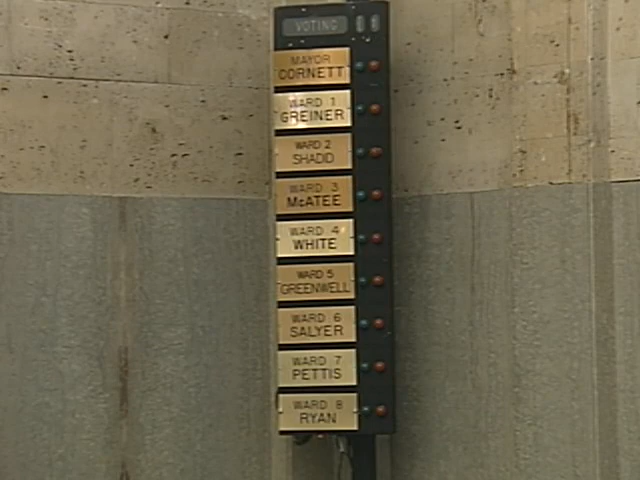 VOTING
MAYOR
CORNETT
WARD 1
GREINER
WARD 2
SHADID
WARD 3
McATEE
WARD 4
WHITE
WARD 5
GREENWELL
WARD 6
SALYER
WARD 7
PETTIS
WARD 8
RYAN